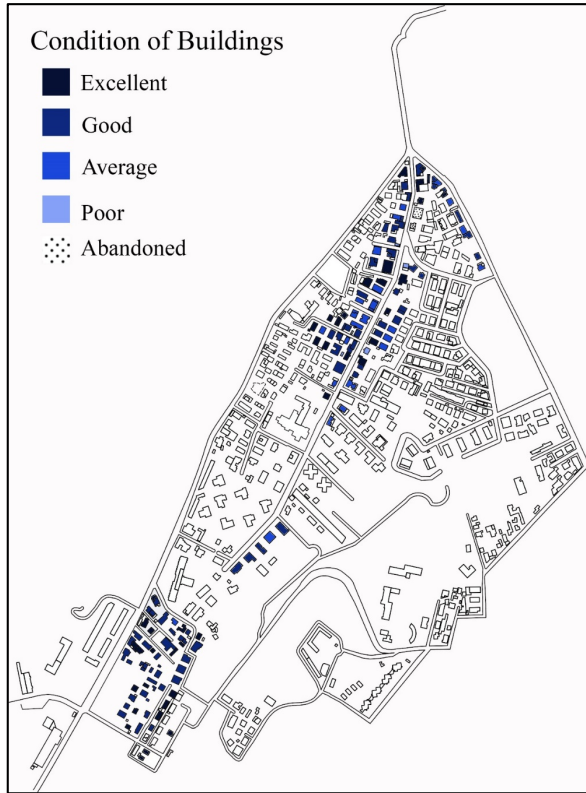 Condition of Buildings
Excellent
Good
Average
Poor
Abandoned